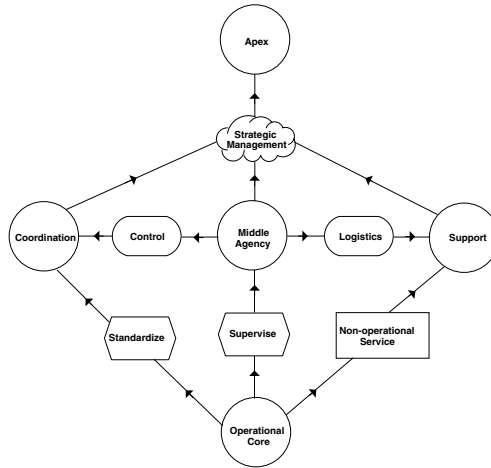 Apex
Strategic
Management
Coordination
Control
Middle
Agency
Logistics
Support
Standardize
Supervise
Non-operational
Service
Operational
Core